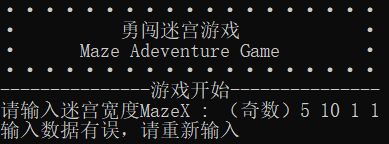 • • • • • • • • • • • • • • • •
• 勇闯迷宫游戏 •
• Maze Adeventure Game •
• • • • • • • • • • • • • • • •
---------------游戏开始---------------
请输入迷宫宽度MazeX : （奇数）5 10 1 1
输入数据有误，请重新输入